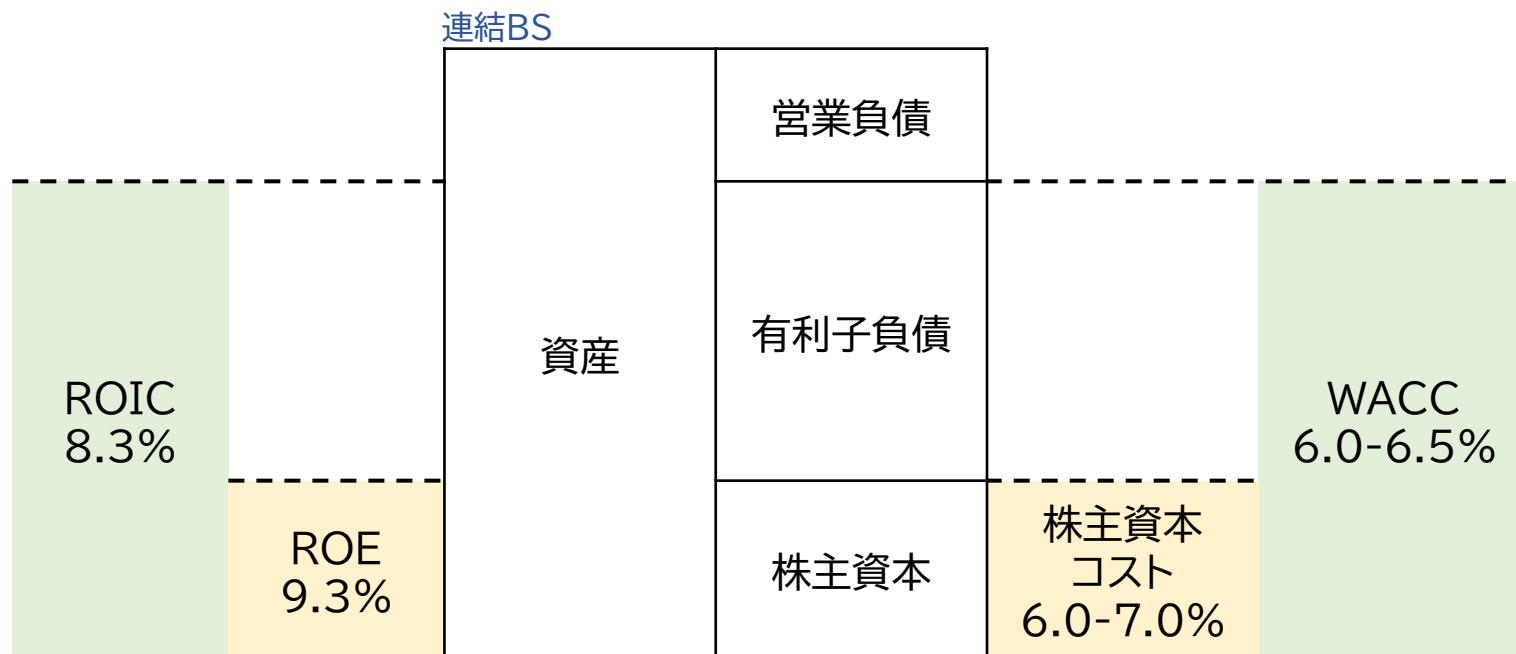 連結BS
営業負債
資産
有利子負債
株主資本
ROIC
8.3%
ROE
9.3%
株主資本
コスト
6.0-7.0%
WACC
6.0-6.5%